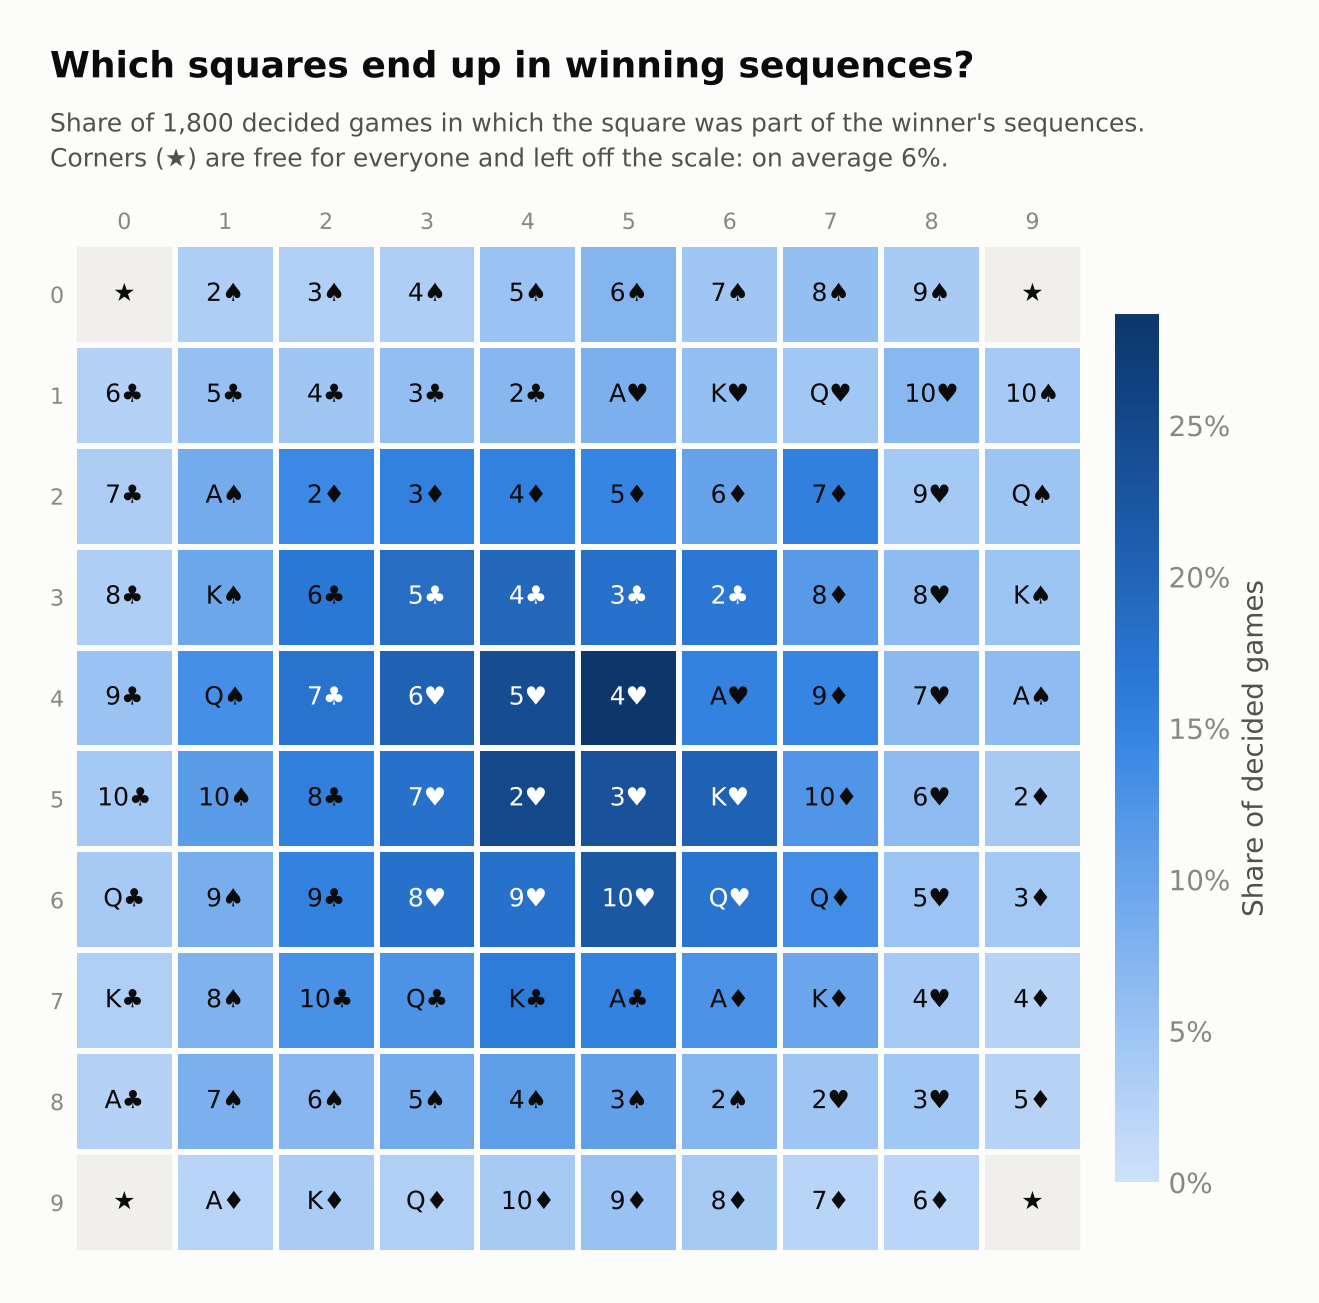 Which squares end up in winning sequences?
Share of 1,800 decided games in which the square was part of the winner's sequences.
Corners (★) are free for everyone and left off the scale: on average 6%.
0 1 2 3 4 5 6 7 8 9
0 ★ 2♠ 3♠ 4♠ 5♠ 6♠ 7♠ 8♠ 9♠ ★
1 6♣ 5♣ 4♣ 3♣ 2♣ A♥ K♥ Q♥ 10♥ 10♠
2 7♣ A♠ 2♦ 3♦ 4♦ 5♦ 6♦ 7♦ 9♥ Q♠
3 8♣ K♠ 6♣ 5♣ 4♣ 3♣ 2♣ 8♦ 8♥ K♠
4 9♣ Q♠ 7♣ 6♥ 5♥ 4♥ A♥ 9♦ 7♥ A♠
5 10♣ 10♠ 8♣ 7♥ 2♥ 3♥ K♥ 10♦ 6♥ 2♦
6 Q♣ 9♠ 9♣ 8♥ 9♥ 10♥ Q♥ Q♦ 5♥ 3♦
7 K♣ 8♠ 10♣ Q♣ K♣ A♣ A♦ K♦ 4♥ 4♦
8 A♣ 7♠ 6♠ 5♠ 4♠ 3♠ 2♠ 2♥ 3♥ 5♦
9 ★ A♦ K♦ Q♦ 10♦ 9♦ 8♦ 7♦ 6♦ ★
25%
20%
15%
10%
5%
0%
Share of decided games